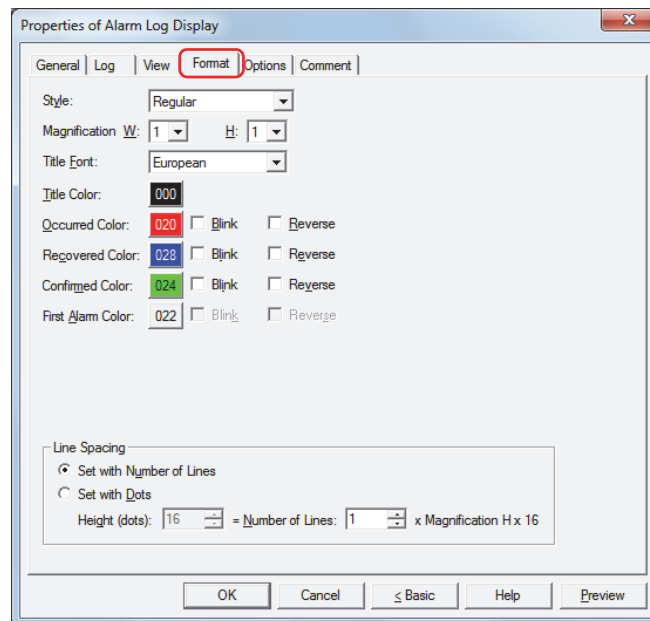 Properties of Alarm Log Display
General Log View Format Options Comment
Style: Regular
Magnification W: 1 H: 1
Title Font: European
Title Color: 000
Occurred Color: 020 Blink Reverse
Recovered Color: 028 Blink Reverse
Confirmed Color: 024 Blink Reverse
First Alarm Color: 022 Blink Reverse
Line Spacing
Set with Number of Lines
Set with Dots
Height (dots): 16 = Number of Lines: 1 x Magnification H x 16
OK Cancel < Basic Help Preview